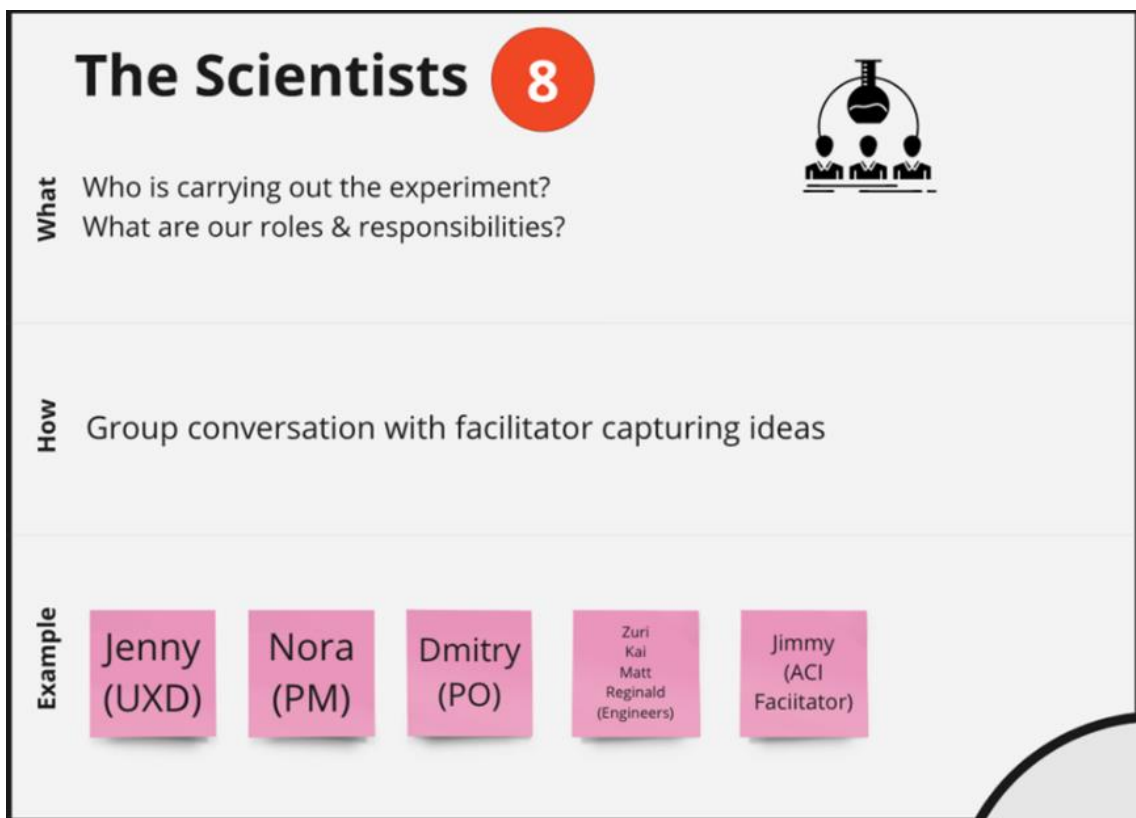 The Scientists 8
What
Who is carrying out the experiment?
What are our roles & responsibilities?
How
Group conversation with facilitator capturing ideas
Example
Jenny
(UXD)
Nora
(PM)
Dmitry
(PO)
Zuri
Kai
Matt
Reginald
(Engineers)
Jimmy
(ACI
Faciitator)